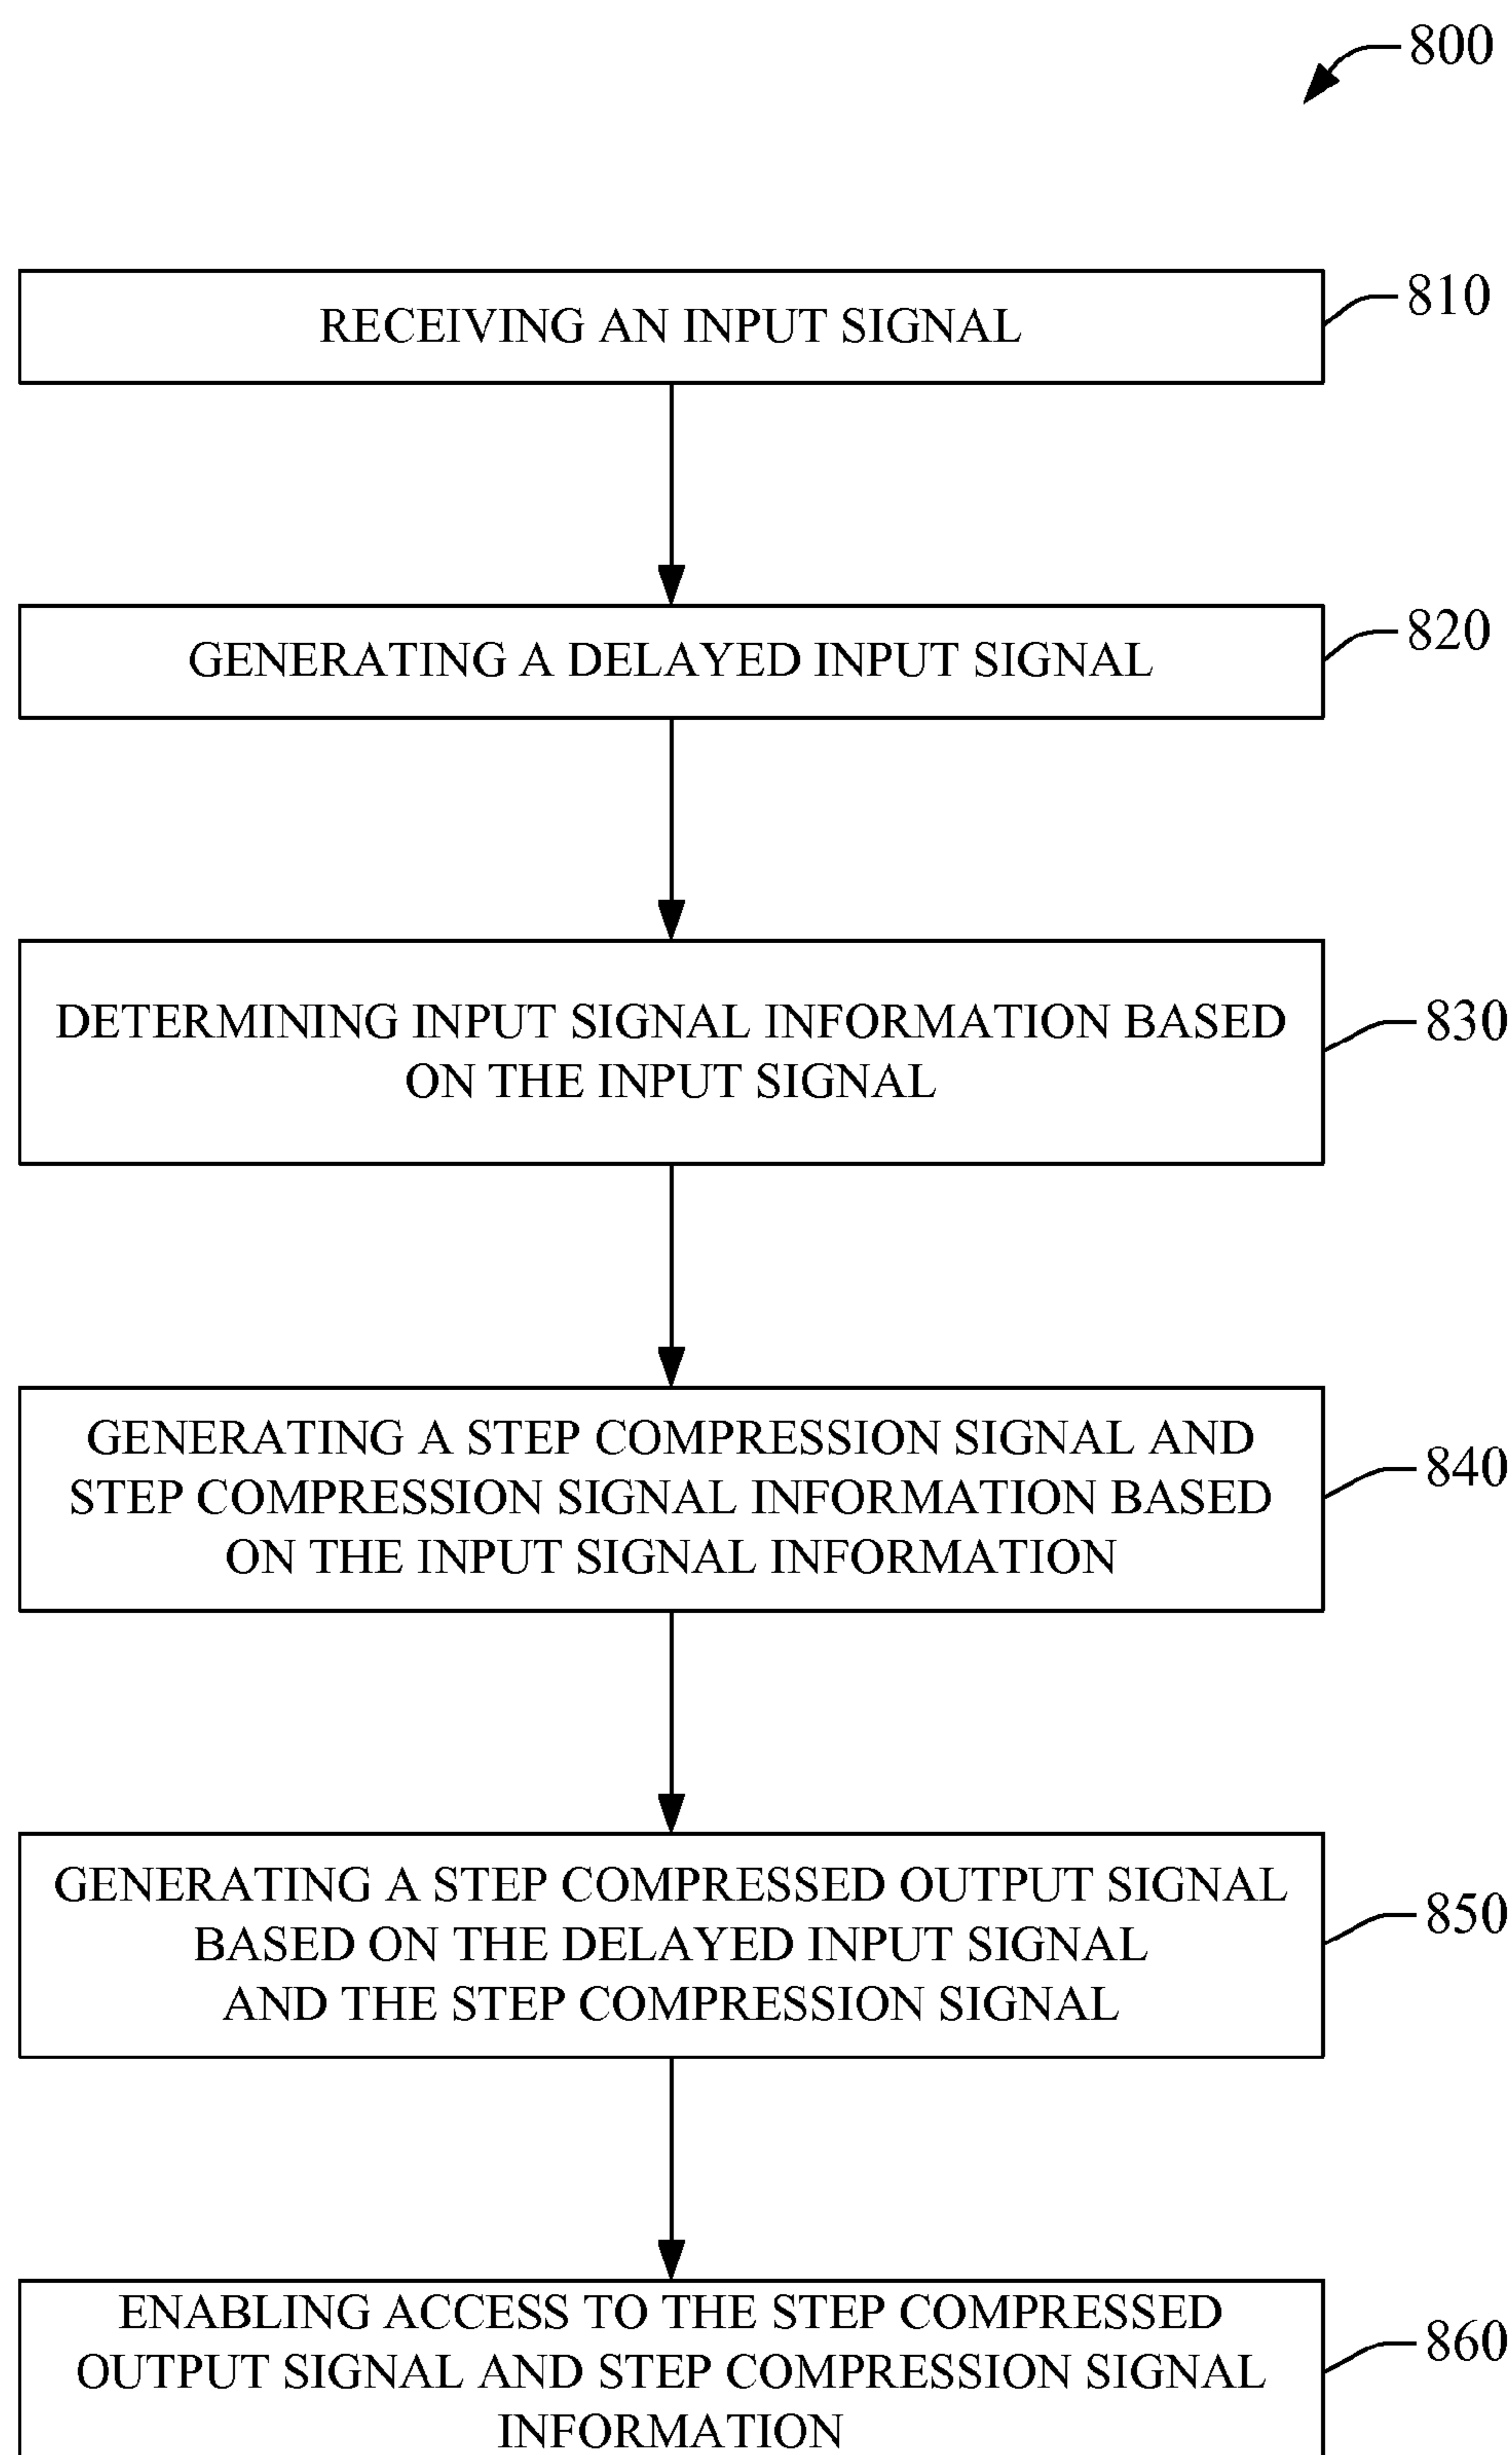 800
RECEIVING AN INPUT SIGNAL
810
GENERATING A DELAYED INPUT SIGNAL
820
DETERMINING INPUT SIGNAL INFORMATION BASED
ON THE INPUT SIGNAL
830
GENERATING A STEP COMPRESSION SIGNAL AND
STEP COMPRESSION SIGNAL INFORMATION BASED
ON THE INPUT SIGNAL INFORMATION
840
GENERATING A STEP COMPRESSED OUTPUT SIGNAL
BASED ON THE DELAYED INPUT SIGNAL
AND THE STEP COMPRESSION SIGNAL
850
ENABLING ACCESS TO THE STEP COMPRESSED
OUTPUT SIGNAL AND STEP COMPRESSION SIGNAL
INFORMATION
860